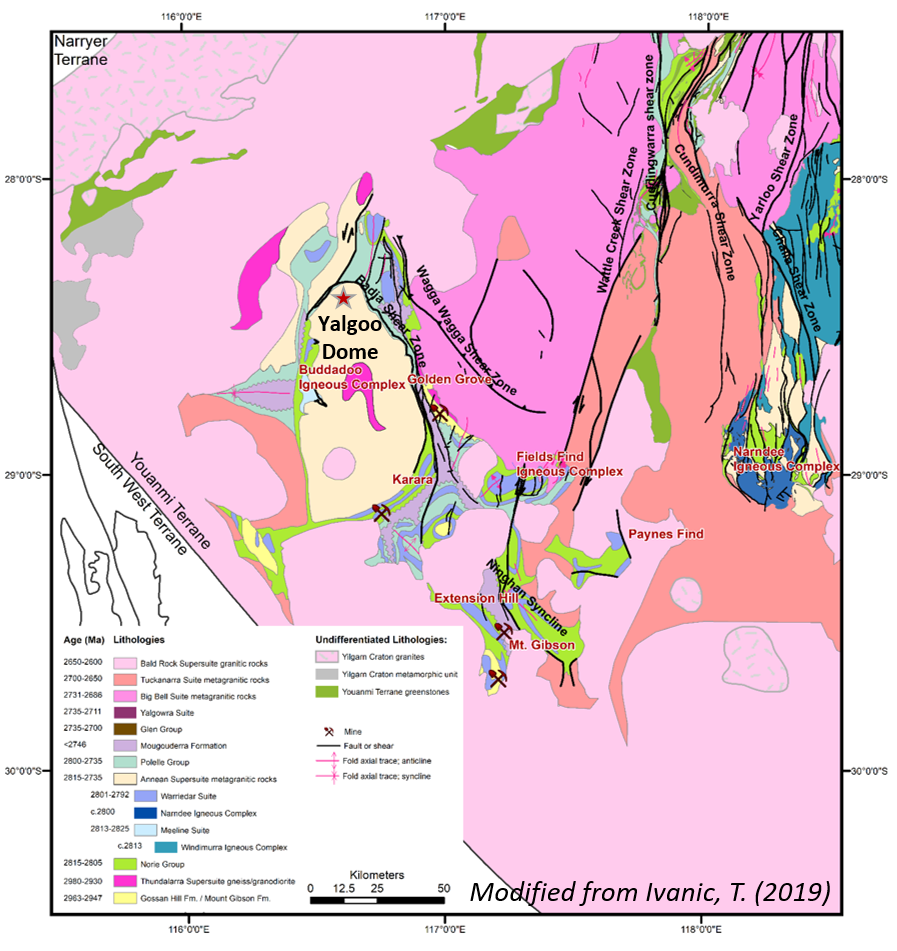 116°0'0"E
117°0'0"E
118°0'0"E
Narryer
Terrane
28°0'0"S
28°0'0"S
Cuddingwarra shear zone
Cundimurra Shear Zone
Yarloo Shear Zone
Wattle Creek Shear Zone
Challa Shear Zone
Badja Shear Zone
Wagga Wagga Shear Zone
Yalgoo
Dome
Buddadoo
Igneous Complex
Golden Grove
29°0'0"S
29°0'0"S
Youanmi Terrane
South West Terrane
Karara
Fields Find
Igneous Complex
Narndee
Igneous Complex
Paynes Find
Ninghan Syncline
Extension Hill
Mt. Gibson
30°0'0"S
30°0'0"S
Age (Ma) Lithologies
2650-2600 Bald Rock Supersuite granitic rocks
2700-2650 Tuckanarra Suite metagranitic rocks
2731-2686 Big Bell Suite metagranitic rocks
2735-2711 Yalgowra Suite
2735-2700 Glen Group
<2746 Mougouderra Formation
2800-2735 Polelle Group
2815-2735 Annean Supersuite metagranitic rocks
2801-2792 Warriedar Suite
c.2800 Narndee Igneous Complex
2813-2825 Meeline Suite
c.2813 Windimurra Igneous Complex
2815-2805 Norie Group
2980-2930 Thundalarra Supersuite gneiss/granodiorite
2963-2947 Gossan Hill Fm. / Mount Gibson Fm.
Undifferentiated Lithologies:
Yilgarn Craton granites
Yilgarn Craton metamorphic unit
Youanmi Terrane greenstones
Mine
Fault or shear
Fold axial trace; anticline
Fold axial trace; syncline
Kilometers
0 12.5 25 50
Modified from Ivanic, T. (2019)
116°0'0"E
117°0'0"E
118°0'0"E